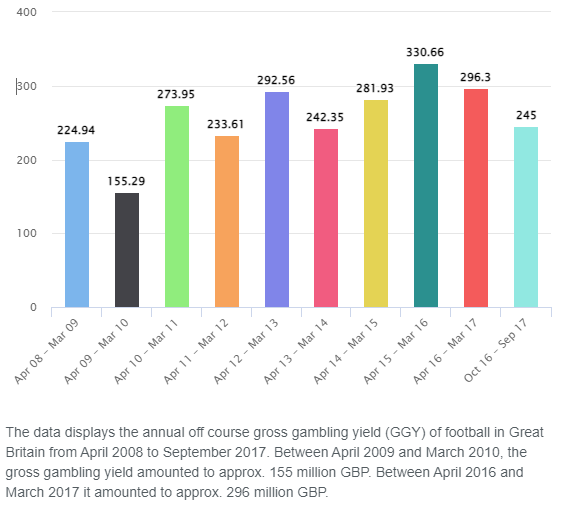 400
330.66
292.56
296.3
281.93
300
273.95
242.35
245
233.61
224.94
200
155.29
100
0
Apr 08 – Mar 09
Apr 09 – Mar 10
Apr 10 – Mar 11
Apr 11 – Mar 12
Apr 12 – Mar 13
Apr 13 – Mar 14
Apr 14 – Mar 15
Apr 15 – Mar 16
Apr 16 – Mar 17
Oct 16 – Sep 17
The data displays the annual off course gross gambling yield (GGY) of football in Great
Britain from April 2008 to September 2017. Between April 2009 and March 2010, the
gross gambling yield amounted to approx. 155 million GBP. Between April 2016 and
March 2017 it amounted to approx. 296 million GBP.